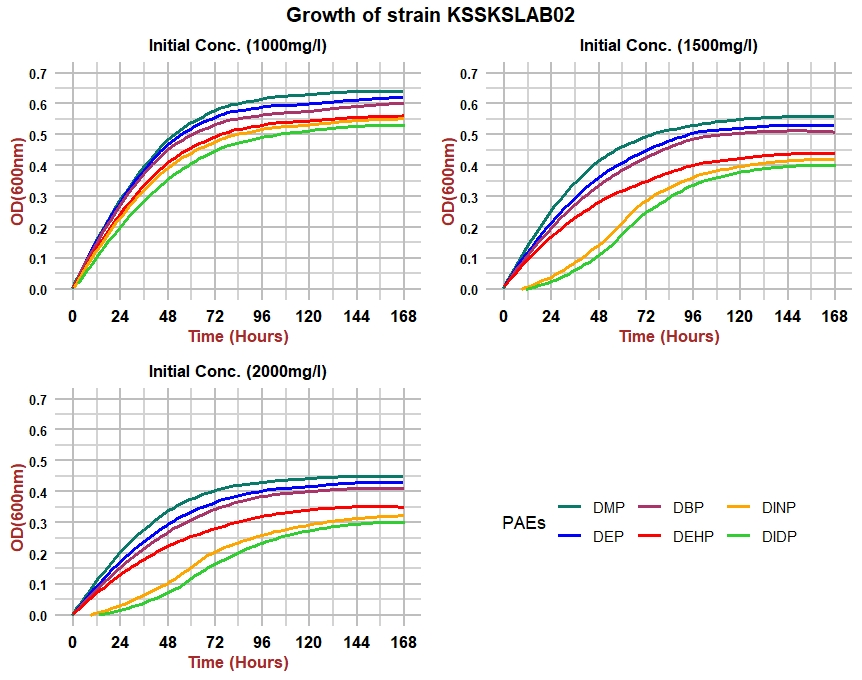 Growth of strain KSSKSLAB02
Initial Conc. (1000mg/l)
OD(600nm)
0.7
0.6
0.5
0.4
0.3
0.2
0.1
0.0
0 24 48 72 96 120 144 168
Time (Hours)
Initial Conc. (1500mg/l)
OD(600nm)
0.7
0.6
0.5
0.4
0.3
0.2
0.1
0.0
0 24 48 72 96 120 144 168
Time (Hours)
Initial Conc. (2000mg/l)
OD(600nm)
0.7
0.6
0.5
0.4
0.3
0.2
0.1
0.0
0 24 48 72 96 120 144 168
Time (Hours)
PAEs
DMP DBP DINP
DEP DEHP DIDP